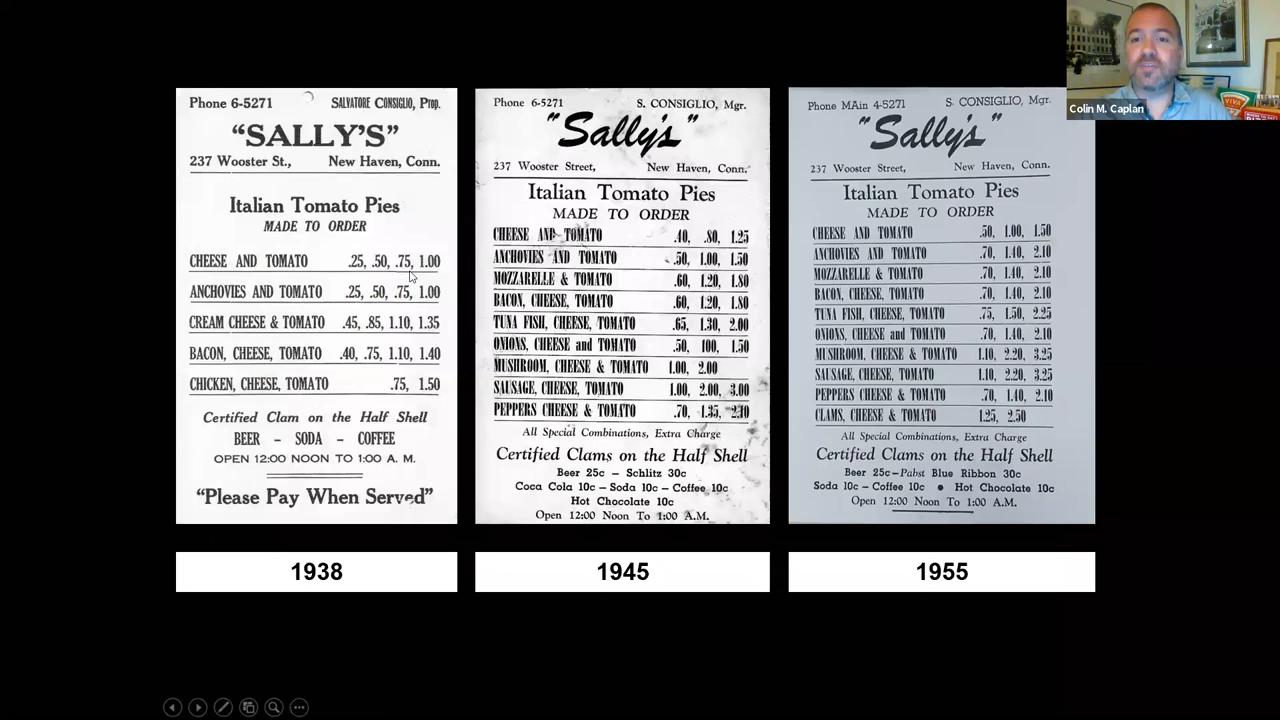 Phone 6-5271 SALVATORE CONSIGLIO, Prop.
"SALLY'S"
237 Wooster St., New Haven, Conn.
Italian Tomato Pies
MADE TO ORDER
CHEESE AND TOMATO .25, .50, .75, 1.00
ANCHOVIES AND TOMATO .25, .50, .75, 1.00
CREAM CHEESE & TOMATO .45, .85, 1.10, 1.35
BACON, CHEESE, TOMATO .40, .75, 1.10, 1.40
CHICKEN, CHEESE, TOMATO .75, 1.50
Certified Clam on the Half Shell
BEER – SODA – COFFEE
OPEN 12:00 NOON TO 1:00 A. M.
"Please Pay When Served"
1938
Phone 6-5271 S. CONSIGLIO, Mgr.
"Sally's"
237 Wooster Street, New Haven, Conn.
Italian Tomato Pies
MADE TO ORDER
CHEESE AND TOMATO .40, .80, 1.25
ANCHOVIES AND TOMATO .50, 1.00, 1.50
MOZZARELLE & TOMATO .60, 1.20, 1.80
BACON, CHEESE, TOMATO .60, 1.20, 1.80
TUNA FISH, CHEESE, TOMATO .65, 1.30, 2.00
ONIONS, CHEESE and TOMATO .50, 100, 1.50
MUSHROOM, CHEESE & TOMATO 1.00, 2.00
SAUSAGE, CHEESE, TOMATO 1.00, 2.00, 3.00
PEPPERS CHEESE & TOMATO .70, 1.35, 2.10
All Special Combinations, Extra Charge
Certified Clams on the Half Shell
Beer 25c – Schlitz 30c
Coca Cola 10c – Soda 10c – Coffee 10c
Hot Chocolate 10c
Open 12:00 Noon To 1:00 A.M.
1945
Phone MAin 4-5271 S. CONSIGLIO, Mgr.
"Sally's"
237 Wooster Street, New Haven, Conn.
Italian Tomato Pies
MADE TO ORDER
CHEESE AND TOMATO .50, 1.00, 1.50
ANCHOVIES AND TOMATO .70, 1.40, 2.10
MOZZARELLE & TOMATO .70, 1.40, 2.10
BACON, CHEESE, TOMATO .70, 1.40, 2.10
TUNA FISH, CHEESE, TOMATO .75, 1.50, 2.25
ONIONS, CHEESE and TOMATO .70, 1.40, 2.10
MUSHROOM, CHEESE & TOMATO 1.10, 2.20, 3.25
SAUSAGE, CHEESE, TOMATO 1.10, 2.20, 3.25
PEPPERS CHEESE & TOMATO .70, 1.40, 2.10
CLAMS, CHEESE & TOMATO 1.25, 2.50
All Special Combinations, Extra Charge
Certified Clams on the Half Shell
Beer 25c – Pabst Blue Ribbon 30c
Soda 10c – Coffee 10c • Hot Chocolate 10c
Open 12:00 Noon To 1:00 A.M.
1955
Colin M. Caplan
VIVA